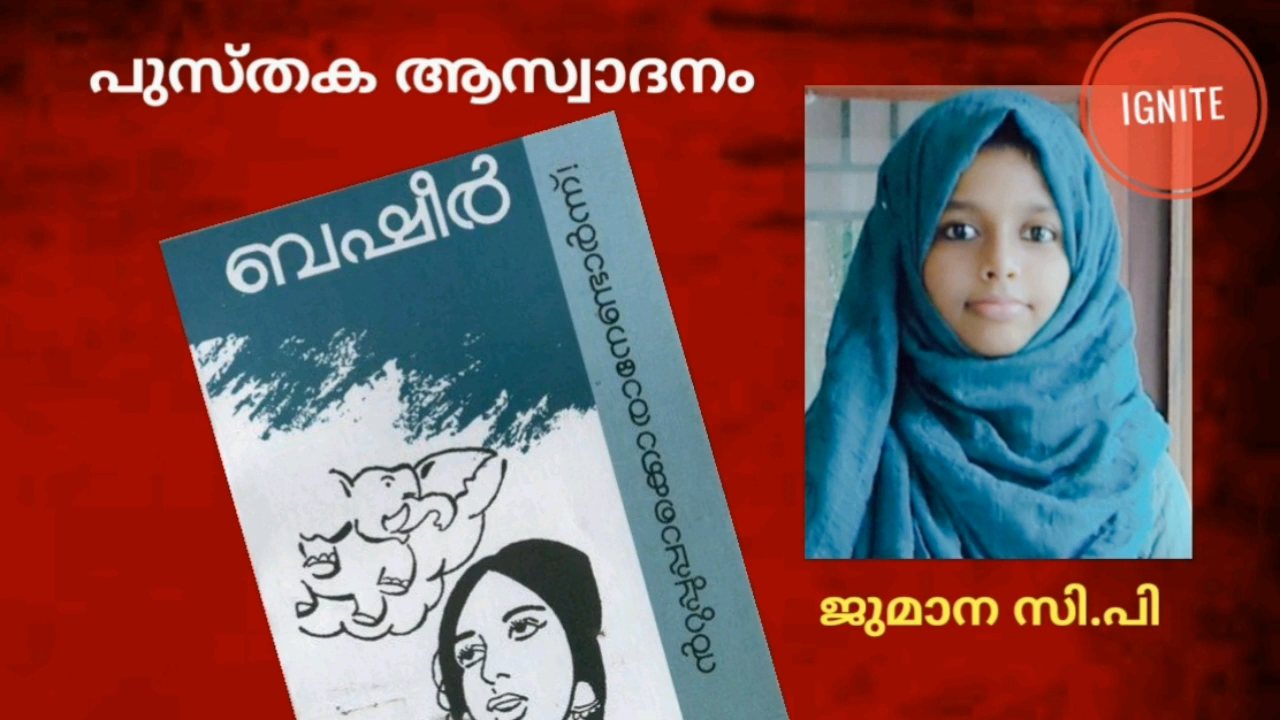 പുസ്തക ആസ്വാദനം
IGNITE
ബഷീർ
ന്റുപ്പുപ്പാക്കൊരാനേണ്ടാർന്ന്!
ജുമാന സി.പി